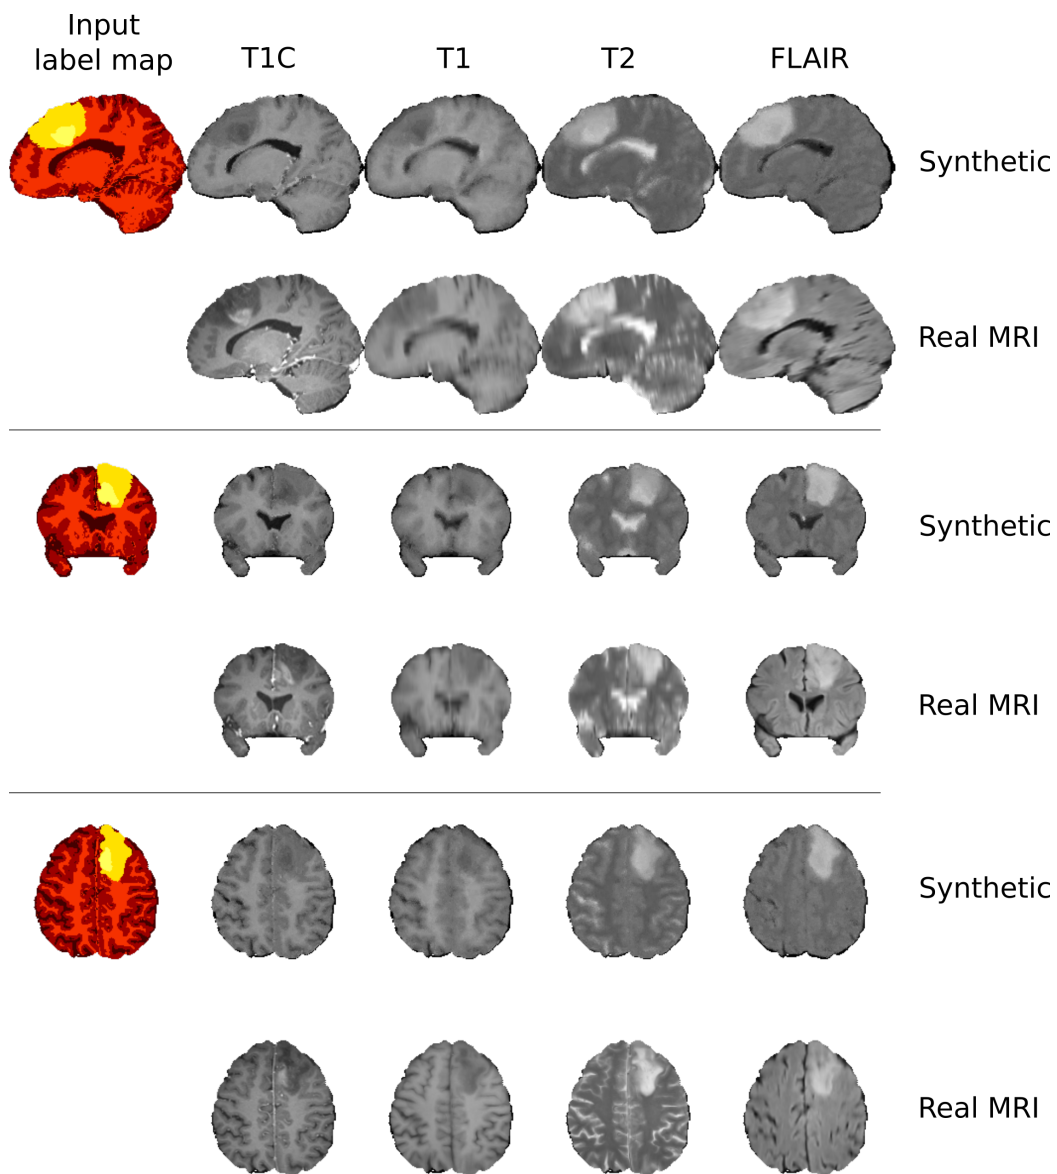 Input
label map
T1C
T1
T2
FLAIR
Synthetic
Real MRI
Synthetic
Real MRI
Synthetic
Real MRI